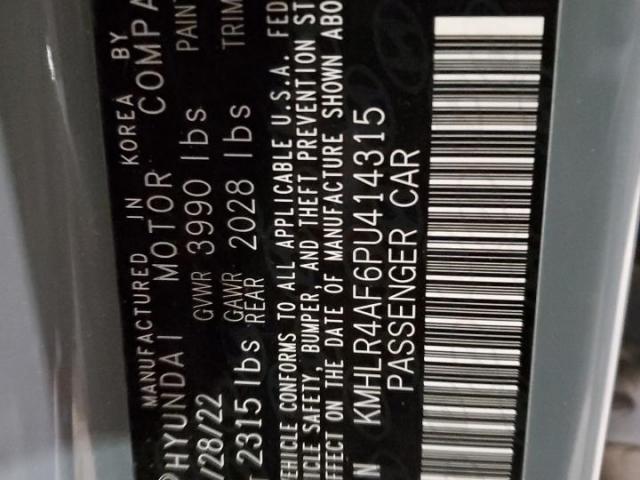 MANUFACTURED IN KOREA BY
HYUNDAI MOTOR COMPA
/28/22 GVWR 3990 lbs PAIN
2315 lbs GAWR REAR 2028 lbs TRIM
VEHICLE CONFORMS TO ALL APPLICABLE U.S.A. FED
ICLE SAFETY, BUMPER, AND THEFT PREVENTION ST
EFFECT ON THE DATE OF MANUFACTURE SHOWN ABO
N KMHLR4AF6PU414315
PASSENGER CAR